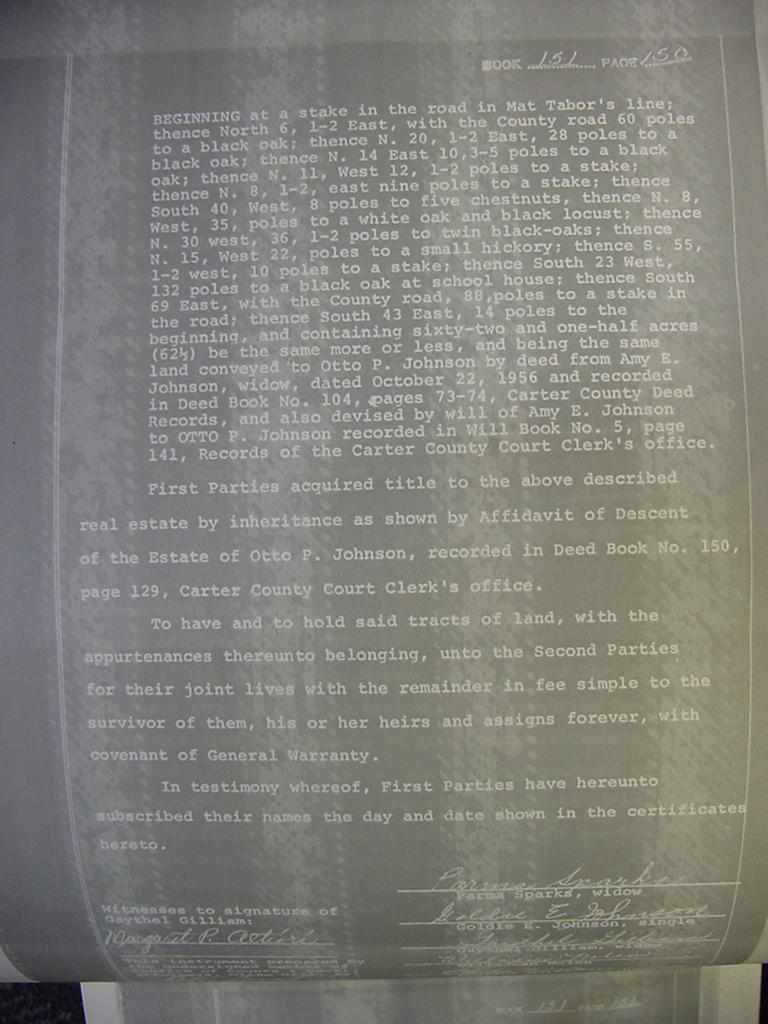 BOOK 151 PAGE 150
BEGINNING at a stake in the road in Mat Tabor's line;
thence North 6, 1-2 East, with the County road 60 poles
to a black oak; thence N. 20, 1-2 East, 28 poles to a
black oak; thence N. 14 East 10,3-5 poles to a black
oak; thence N. 11, West 12, 1-2 poles to a stake;
thence N. 8, 1-2, east nine poles to a stake; thence
South 40, West, 8 poles to five chestnuts, thence N. 8,
West, 35, poles to a white oak and black locust; thence
N. 30 west, 36, 1-2 poles to twin black-oaks; thence
N. 15, West 22, poles to a small hickory; thence S. 55,
1-2 west, 10 poles to a stake; thence South 23 West,
132 poles to a black oak at school house; thence South
69 East, with the County road, 88,poles to a stake in
the road; thence South 43 East, 14 poles to the
beginning, and containing sixty-two and one-half acres
(62½) be the same more or less, and being the same
land conveyed to Otto P. Johnson by deed from Amy E.
Johnson, widow, dated October 22, 1956 and recorded
in Deed Book No. 104, pages 73-74, Carter County Deed
Records, and also devised by will of Amy E. Johnson
to OTTO P. Johnson recorded in Will Book No. 5, page
141, Records of the Carter County Court Clerk's office.
First Parties acquired title to the above described
real estate by inheritance as shown by Affidavit of Descent
of the Estate of Otto P. Johnson, recorded in Deed Book No. 150,
page 129, Carter County Court Clerk's office.
To have and to hold said tracts of land, with the
appurtenances thereunto belonging, unto the Second Parties
for their joint lives with the remainder in fee simple to the
survivor of them, his or her heirs and assigns forever, with
covenant of General Warranty.
In testimony whereof, First Parties have hereunto
subscribed their names the day and date shown in the certificates
hereto.
Parma Sparks
Parma Sparks, widow
Witnesses to signature of
Gaythel Gilliam:
Goldie E. Johnson
Goldie E. Johnson, single
Margaret P.
This instrument prepared by
BOOK 151 PAGE 151